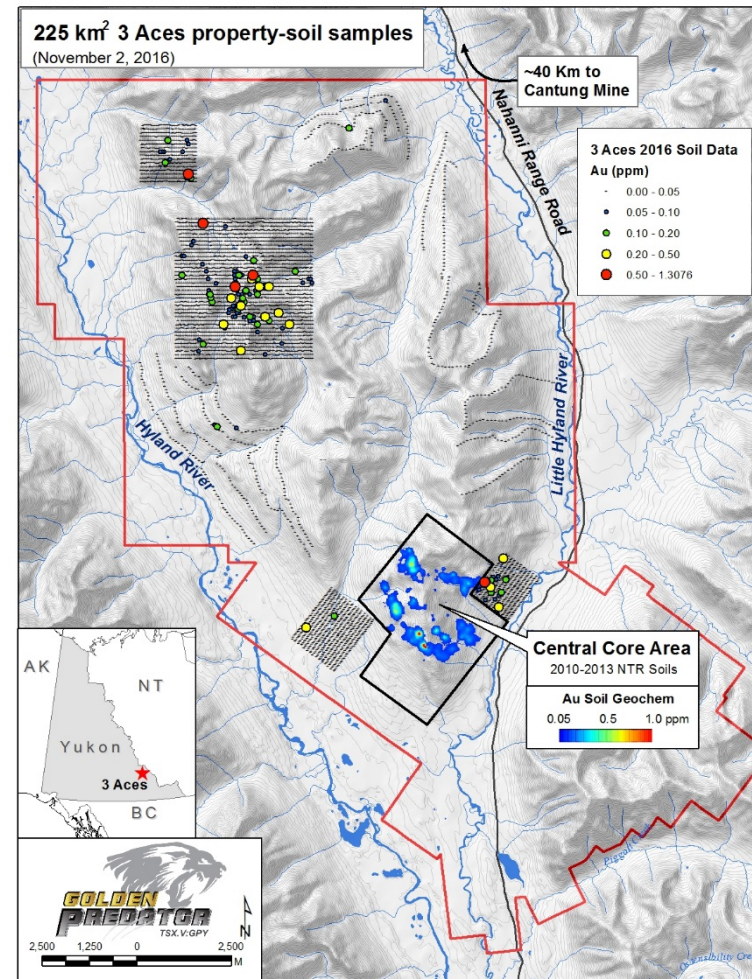 225 km² 3 Aces property-soil samples
(November 2, 2016)
~40 Km to
Cantung Mine
Nahanni Range Road
3 Aces 2016 Soil Data
Au (ppm)
0.00 - 0.05
0.05 - 0.10
0.10 - 0.20
0.20 - 0.50
0.50 - 1.3076
Hyland River
Little Hyland River
Central Core Area
2010-2013 NTR Soils
Au Soil Geochem
0.05 0.5 1.0 ppm
AK
NT
Yukon
3 Aces
BC
GOLDEN
PREDATOR
TSX.V:GPY
N
2,500 1,250 0 2,500
M